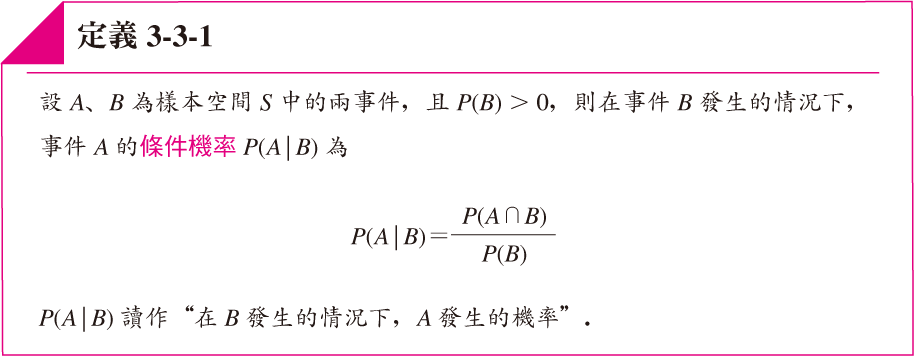 定義 3-3-1
設 A、B 為樣本空間 S 中的兩事件，且 P(B) > 0，則在事件 B 發生的情況下，
事件 A 的條件機率 P(A|B) 為
P(A|B)=P(A∩B)/P(B)
P(A|B) 讀作“在 B 發生的情況下，A 發生的機率”．